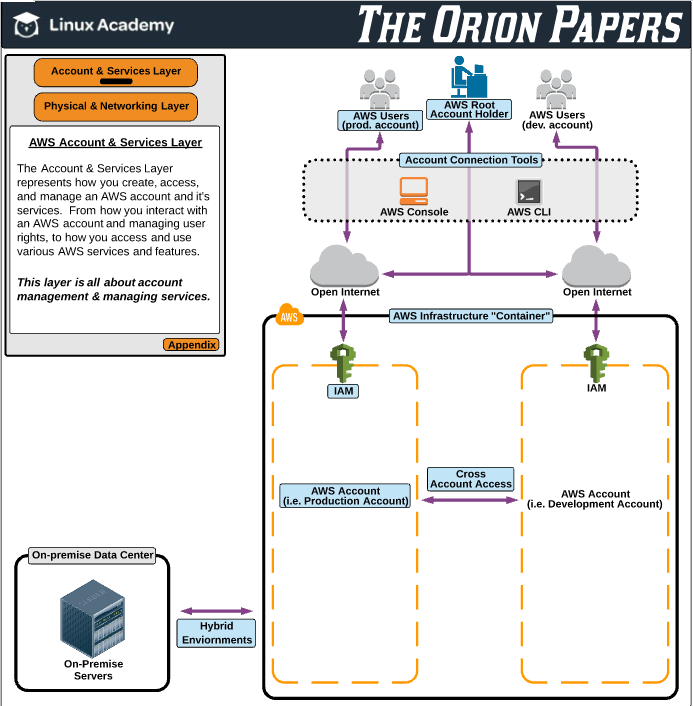 Linux Academy
THE ORION PAPERS
Account & Services Layer
Physical & Networking Layer
AWS Account & Services Layer
The Account & Services Layer
represents how you create, access,
and manage an AWS account and it's
services. From how you interact with
an AWS account and managing user
rights, to how you access and use
various AWS services and features.
This layer is all about account
management & managing services.
Appendix
AWS Users
(prod. account)
AWS Root
Account Holder
AWS Users
(dev. account)
Account Connection Tools
AWS Console
AWS CLI
Open Internet
Open Internet
AWS
AWS Infrastructure "Container"
IAM
IAM
AWS Account
(i.e. Production Account)
Cross
Account Access
AWS Account
(i.e. Development Account)
On-premise Data Center
SERVER
On-Premise
Servers
Hybrid
Enviornments